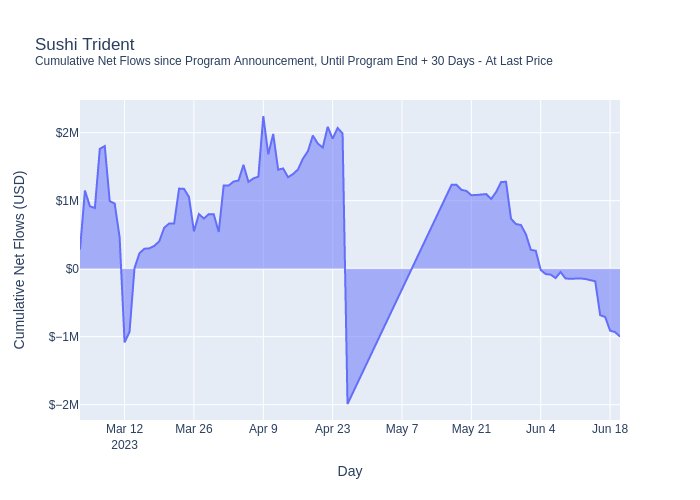 Sushi Trident
Cumulative Net Flows since Program Announcement, Until Program End + 30 Days - At Last Price
Cumulative Net Flows (USD)
$2M
$1M
$0
$−1M
$−2M
Mar 12
2023
Mar 26
Apr 9
Apr 23
May 7
May 21
Jun 4
Jun 18
Day